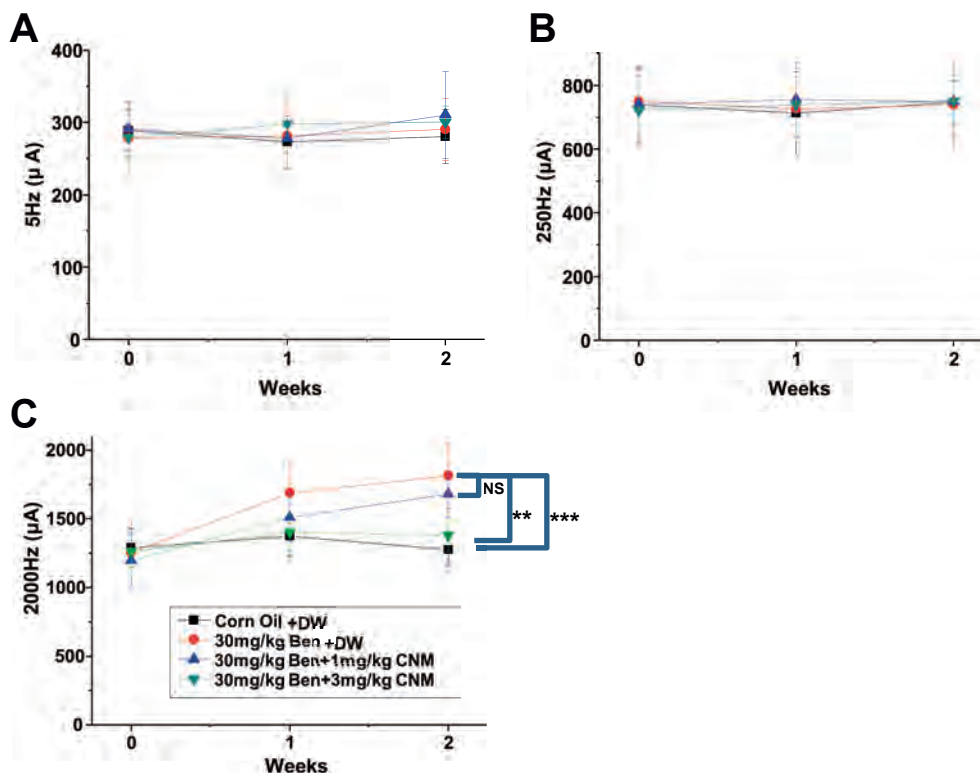 A
400
300
200
100
0
5Hz (μ A)
0
1
2
Weeks
B
800
600
400
200
0
250Hz (μA)
0
1
2
Weeks
C
2000
1500
1000
500
0
2000Hz (μA)
NS
**
***
Corn Oil +DW
30mg/kg Ben +DW
30mg/kg Ben+1mg/kg CNM
30mg/kg Ben+3mg/kg CNM
0
1
2
Weeks